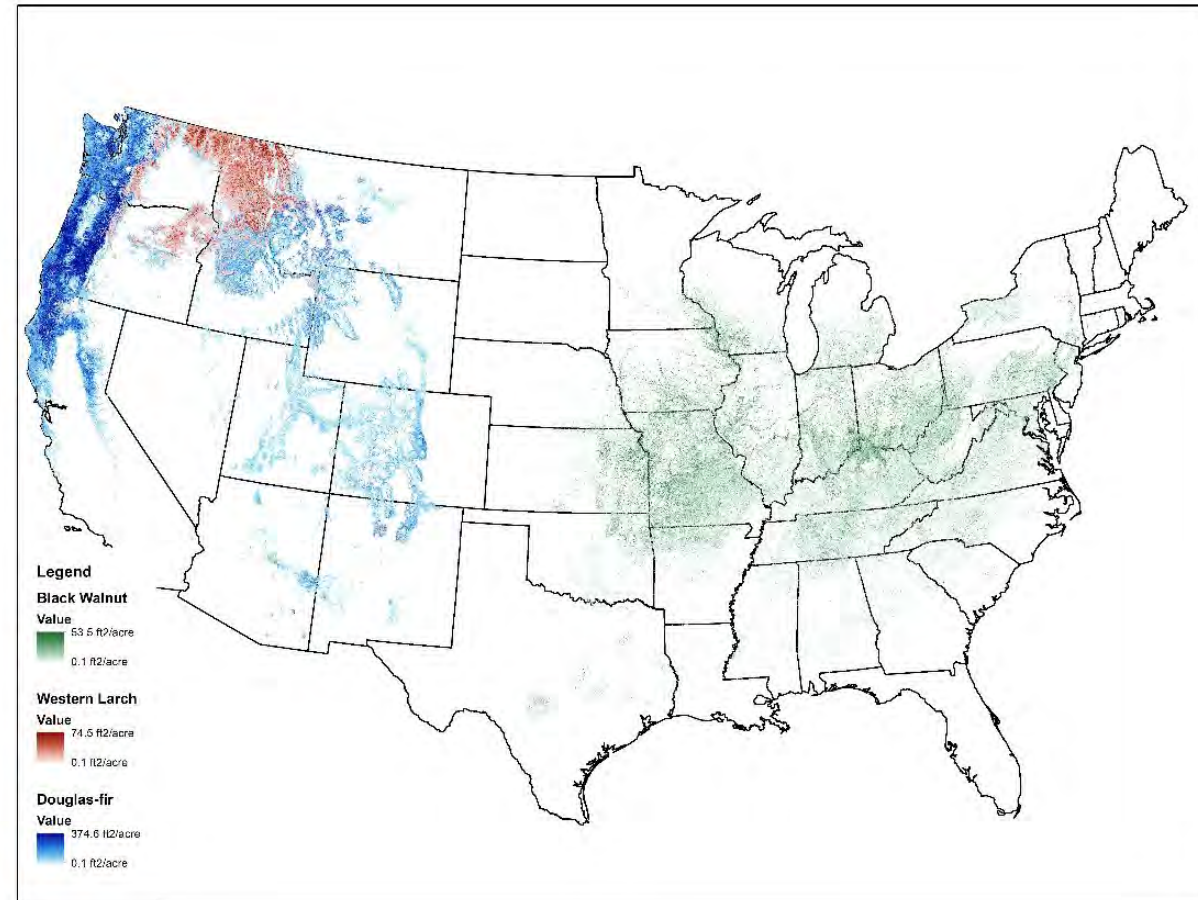 Legend
Black Walnut
Value
53.5 ft2/acre
0.1 ft2/acre
Western Larch
Value
74.5 ft2/acre
0.1 ft2/acre
Douglas-fir
Value
374.6 ft2/acre
0.1 ft2/acre